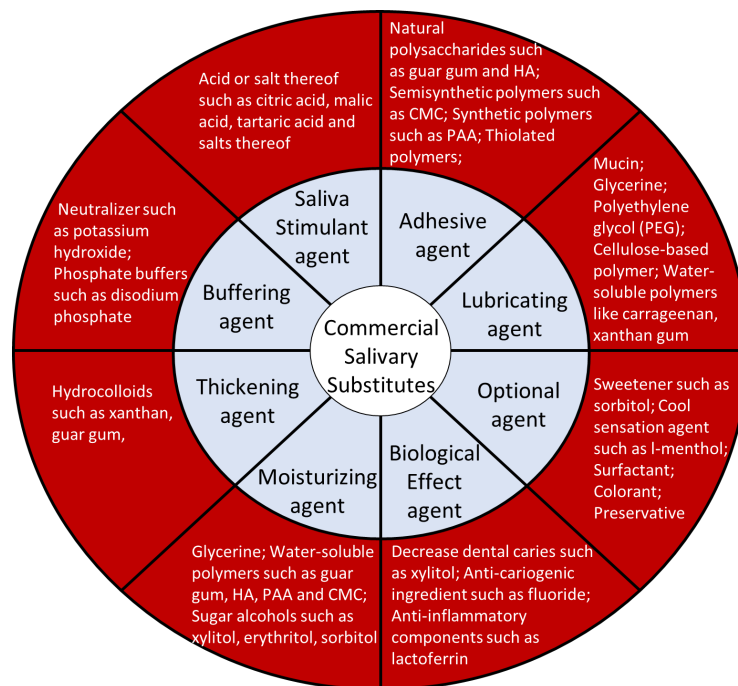 Natural
polysaccharides such
as guar gum and HA;
Semisynthetic polymers such
as CMC; Synthetic polymers
such as PAA; Thiolated
polymers;
Acid or salt thereof
such as citric acid, malic
acid, tartaric acid and
salts thereof
Mucin;
Glycerine;
Polyethylene
glycol (PEG);
Cellulose-based
polymer; Water-
soluble polymers
like carrageenan,
xanthan gum
Neutralizer such
as potassium
hydroxide;
Phosphate buffers
such as disodium
phosphate
Saliva
Stimulant
agent
Adhesive
agent
Buffering
agent
Lubricating
agent
Commercial
Salivary
Substitutes
Thickening
agent
Optional
agent
Moisturizing
agent
Biological
Effect
agent
Hydrocolloids
such as xanthan,
guar gum,
Sweetener such as
sorbitol; Cool
sensation agent
such as l-menthol;
Surfactant;
Colorant;
Preservative
Glycerine; Water-soluble
polymers such as guar
gum, HA, PAA and CMC;
Sugar alcohols such as
xylitol, erythritol, sorbitol
Decrease dental caries such
as xylitol; Anti-cariogenic
ingredient such as fluoride;
Anti-inflammatory
components such as
lactoferrin